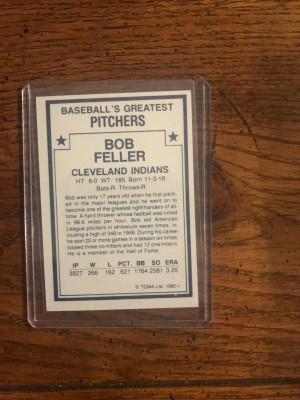 BASEBALL'S GREATEST
PITCHERS
BOB
FELLER
CLEVELAND INDIANS
HT. 6-0 WT. 185 Born 11-3-18
Bats-R Throws-R
Bob was only 17 years old when he first pitch-
ed in the major leagues and he went on to
become one of the greatest righthanders of all-
time. A hard thrower whose fastball was timed
in 98.6 miles per hour, Bob led American
League pitchers in strikeouts seven times, in-
cluding a high of 348 in 1946. During his career
he won 20 or more games in a season six times,
tossed three no-hitters and had 12 one-hitters.
He is a member of the Hall of Fame.
IP W L PCT. BB SO ERA
3827 266 162 .621 1764 2581 3.25
© TCMA Ltd. 1982-1